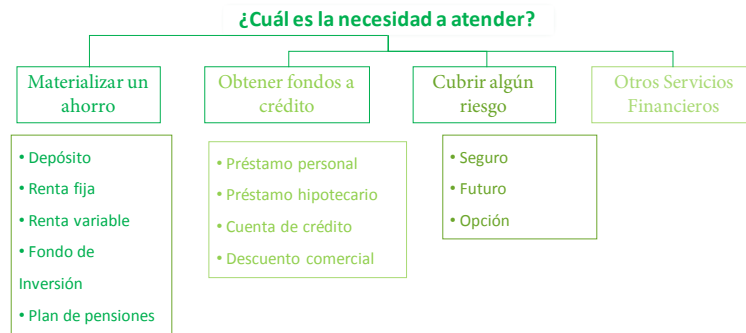 ¿Cuál es la necesidad a atender?
Materializar un
ahorro
Obtener fondos a
crédito
Cubrir algún
riesgo
Otros Servicios
Financieros
• Depósito
• Renta fija
• Renta variable
• Fondo de
Inversión
• Plan de pensiones
• Préstamo personal
• Préstamo hipotecario
• Cuenta de crédito
• Descuento comercial
• Seguro
• Futuro
• Opción